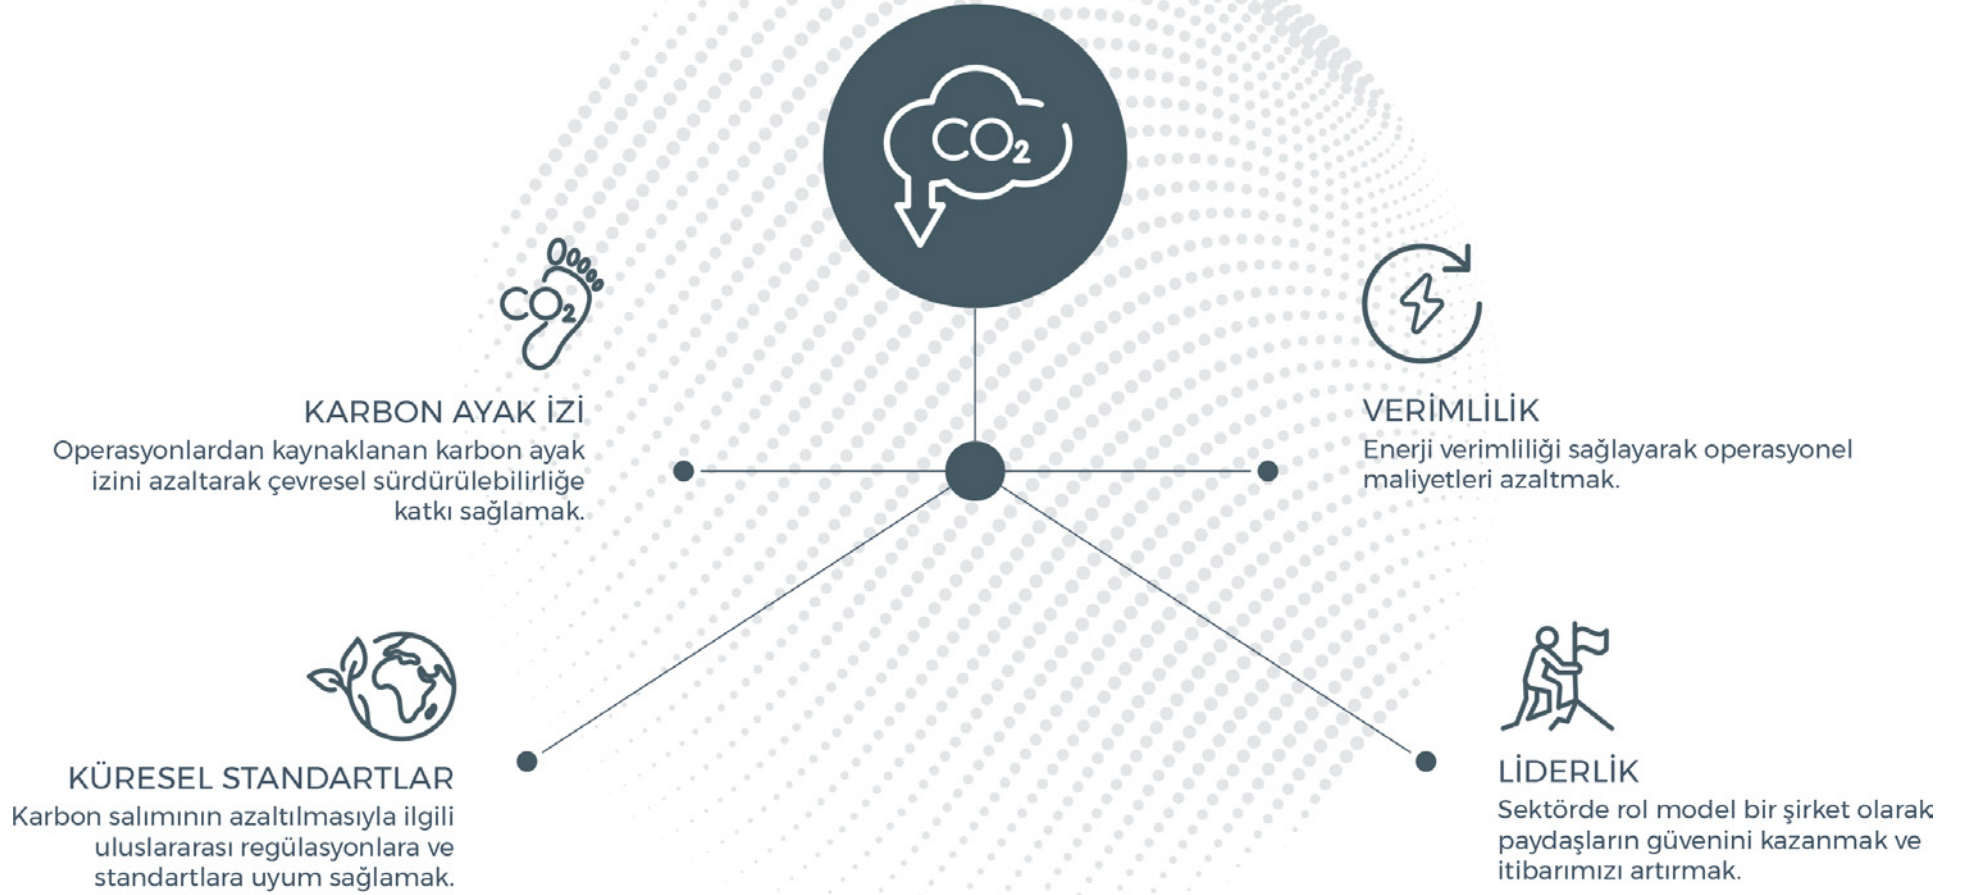 CO₂
CO₂
KARBON AYAK İZİ
Operasyonlardan kaynaklanan karbon ayak
izini azaltarak çevresel sürdürülebilirliğe
katkı sağlamak.
VERİMLİLİK
Enerji verimliliği sağlayarak operasyonel
maliyetleri azaltmak.
KÜRESEL STANDARTLAR
Karbon salımının azaltılmasıyla ilgili
uluslararası regülasyonlara ve
standartlara uyum sağlamak.
LİDERLİK
Sektörde rol model bir şirket olarak
paydaşların güvenini kazanmak ve
itibarımızı artırmak.